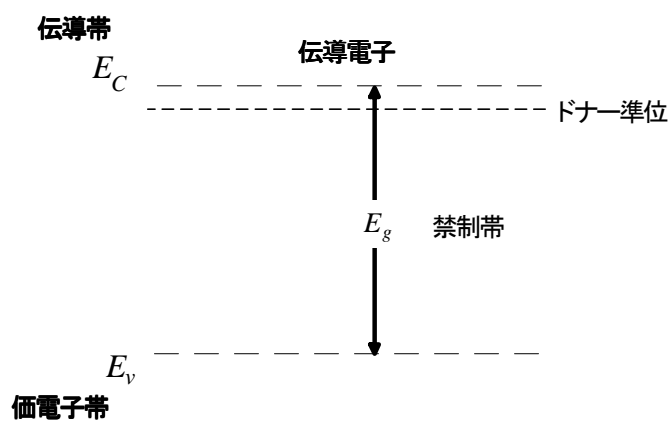 伝導帯
伝導電子
E_C
ドナー準位
E_g 禁制帯
E_v
価電子帯